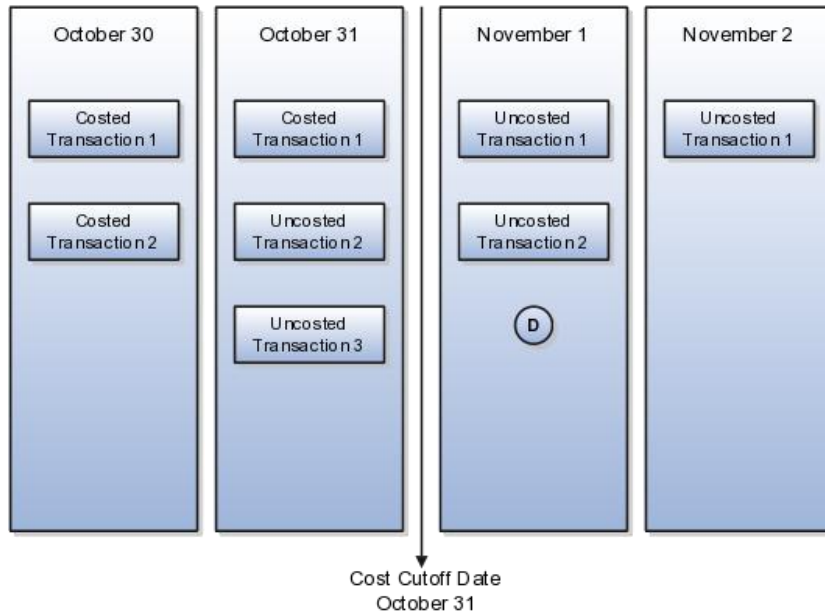 October 30
Costed
Transaction 1
Costed
Transaction 2
October 31
Costed
Transaction 1
Uncosted
Transaction 2
Uncosted
Transaction 3
November 1
Uncosted
Transaction 1
Uncosted
Transaction 2
D
November 2
Uncosted
Transaction 1
Cost Cutoff Date
October 31